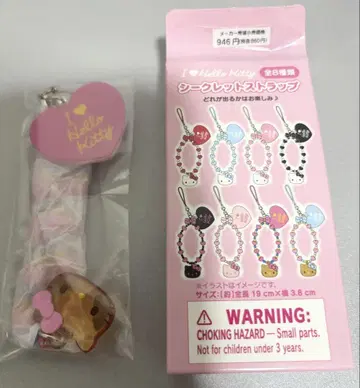 I ♥
Hello
Kitty
メーカー希望小売価格
946円(税抜860円)
I ♥ Hello Kitty
全8種類
シークレットストラップ
どれが出るかはお楽しみ♪
※イラストはイメージです。
サイズ:(約)全長 19 cm×横 3.6 cm
⚠ WARNING:
CHOKING HAZARD — Small parts.
Not for children under 3 years.